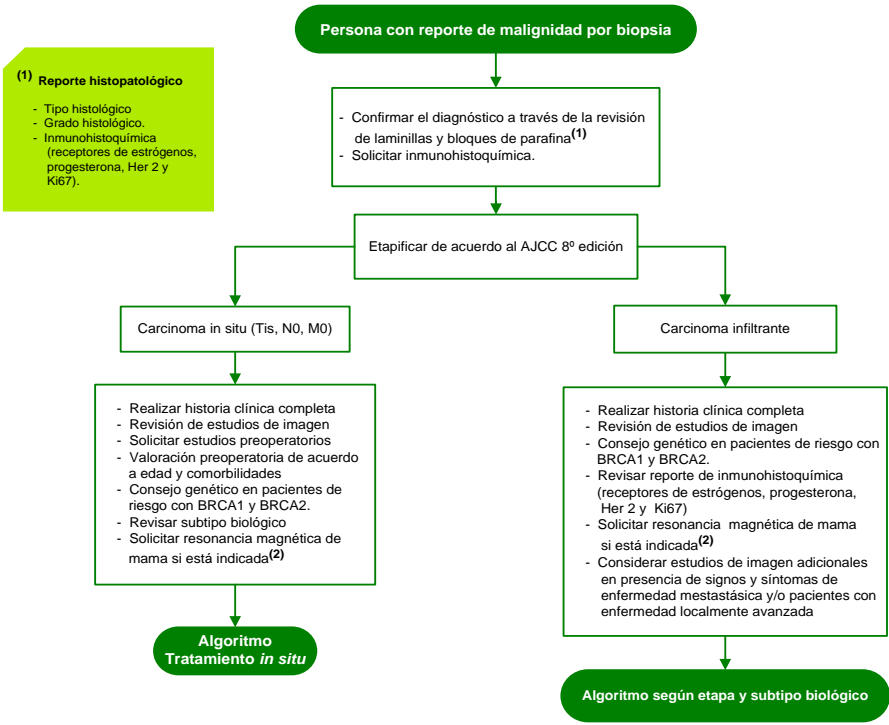 Persona con reporte de malignidad por biopsia
(1) Reporte histopatológico
- Tipo histológico
- Grado histológico.
- Inmunohistoquímica
(receptores de estrógenos,
progesterona, Her 2 y
Ki67).
- Confirmar el diagnóstico a través de la revisión
de laminillas y bloques de parafina(1)
- Solicitar inmunohistoquímica.
Etapificar de acuerdo al AJCC 8º edición
Carcinoma in situ (Tis, N0, M0)
- Realizar historia clínica completa
- Revisión de estudios de imagen
- Solicitar estudios preoperatorios
- Valoración preoperatoria de acuerdo
a edad y comorbilidades
- Consejo genético en pacientes de
riesgo con BRCA1 y BRCA2.
- Revisar subtipo biológico
- Solicitar resonancia magnética de
mama si está indicada(2)
Algoritmo
Tratamiento in situ
Carcinoma infiltrante
- Realizar historia clínica completa
- Revisión de estudios de imagen
- Consejo genético en pacientes de riesgo con
BRCA1 y BRCA2.
- Revisar reporte de inmunohistoquímica
(receptores de estrógenos, progesterona,
Her 2 y Ki67)
- Solicitar resonancia magnética de mama
si está indicada(2)
- Considerar estudios de imagen adicionales
en presencia de signos y síntomas de
enfermedad mestastásica y/o pacientes con
enfermedad localmente avanzada
Algoritmo según etapa y subtipo biológico